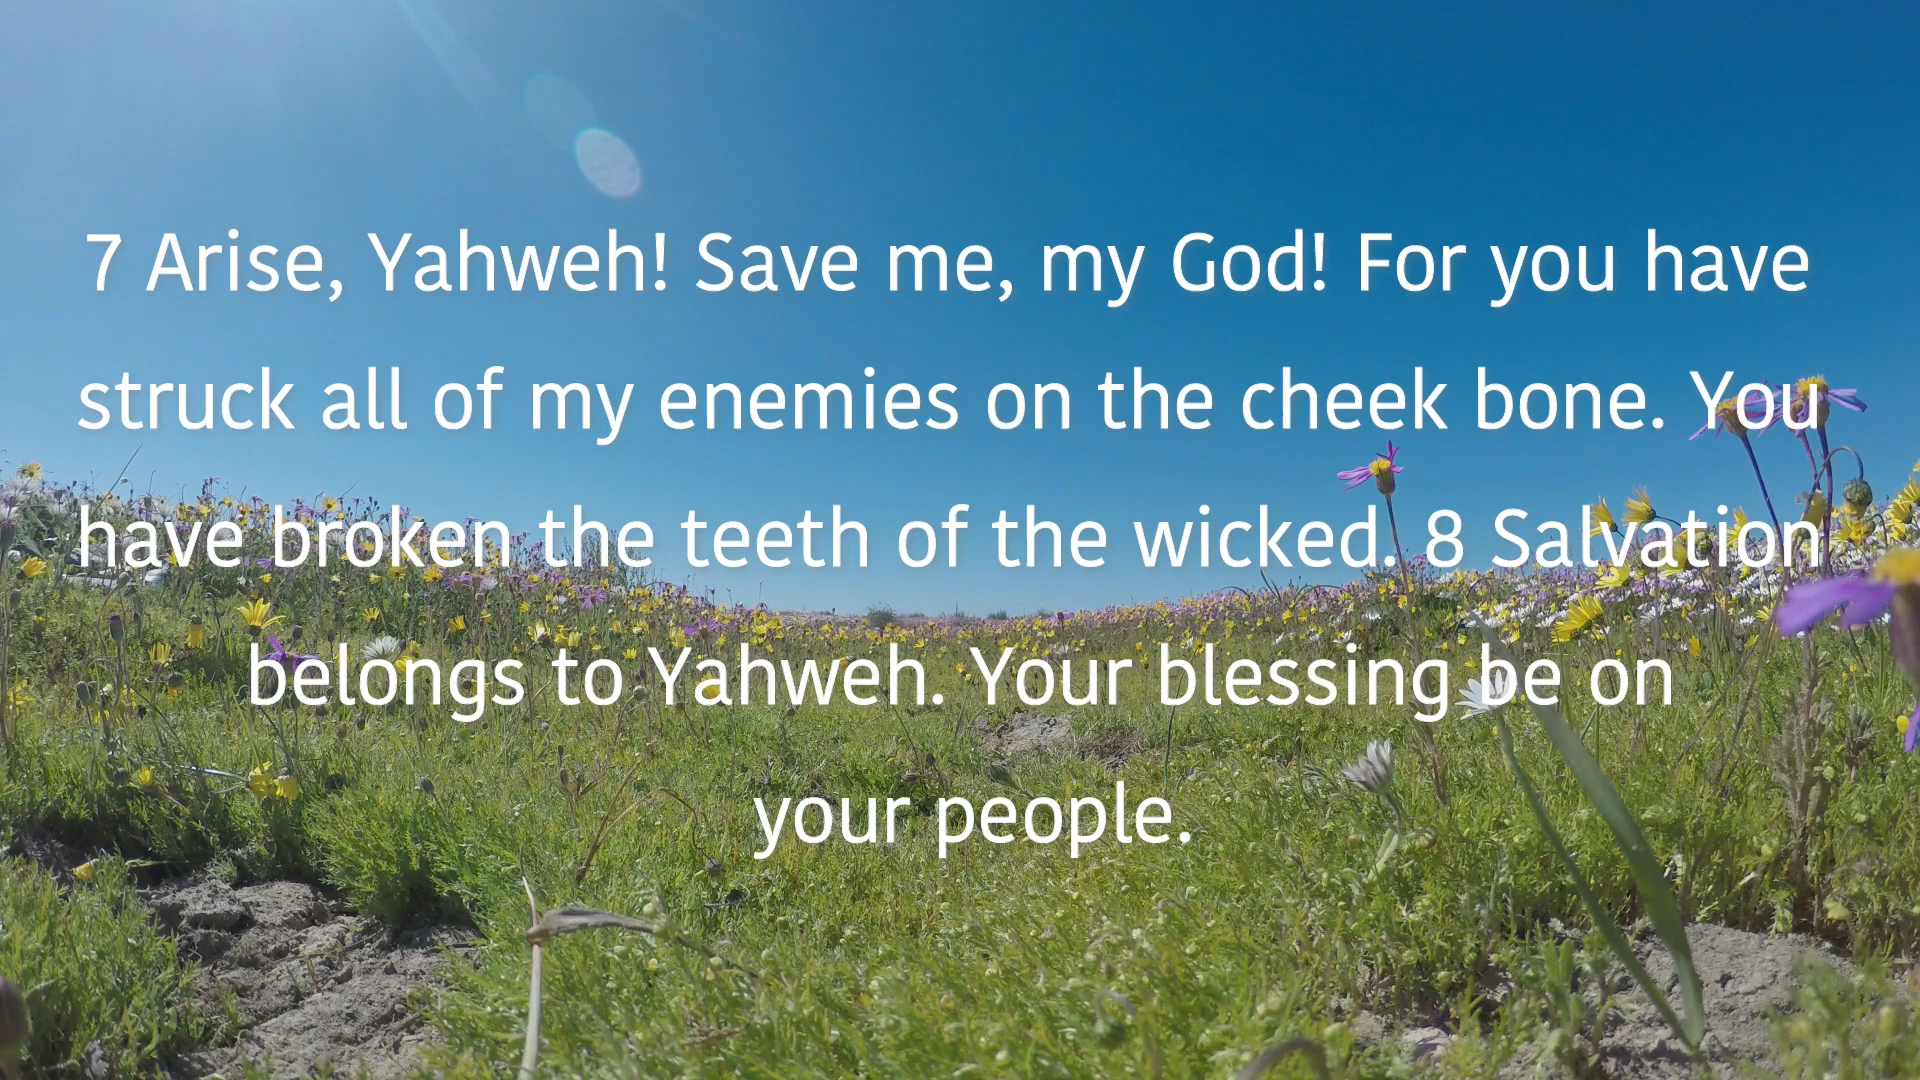 7 Arise, Yahweh! Save me, my God! For you have
struck all of my enemies on the cheek bone. You
have broken the teeth of the wicked. 8 Salvation
belongs to Yahweh. Your blessing be on
your people.